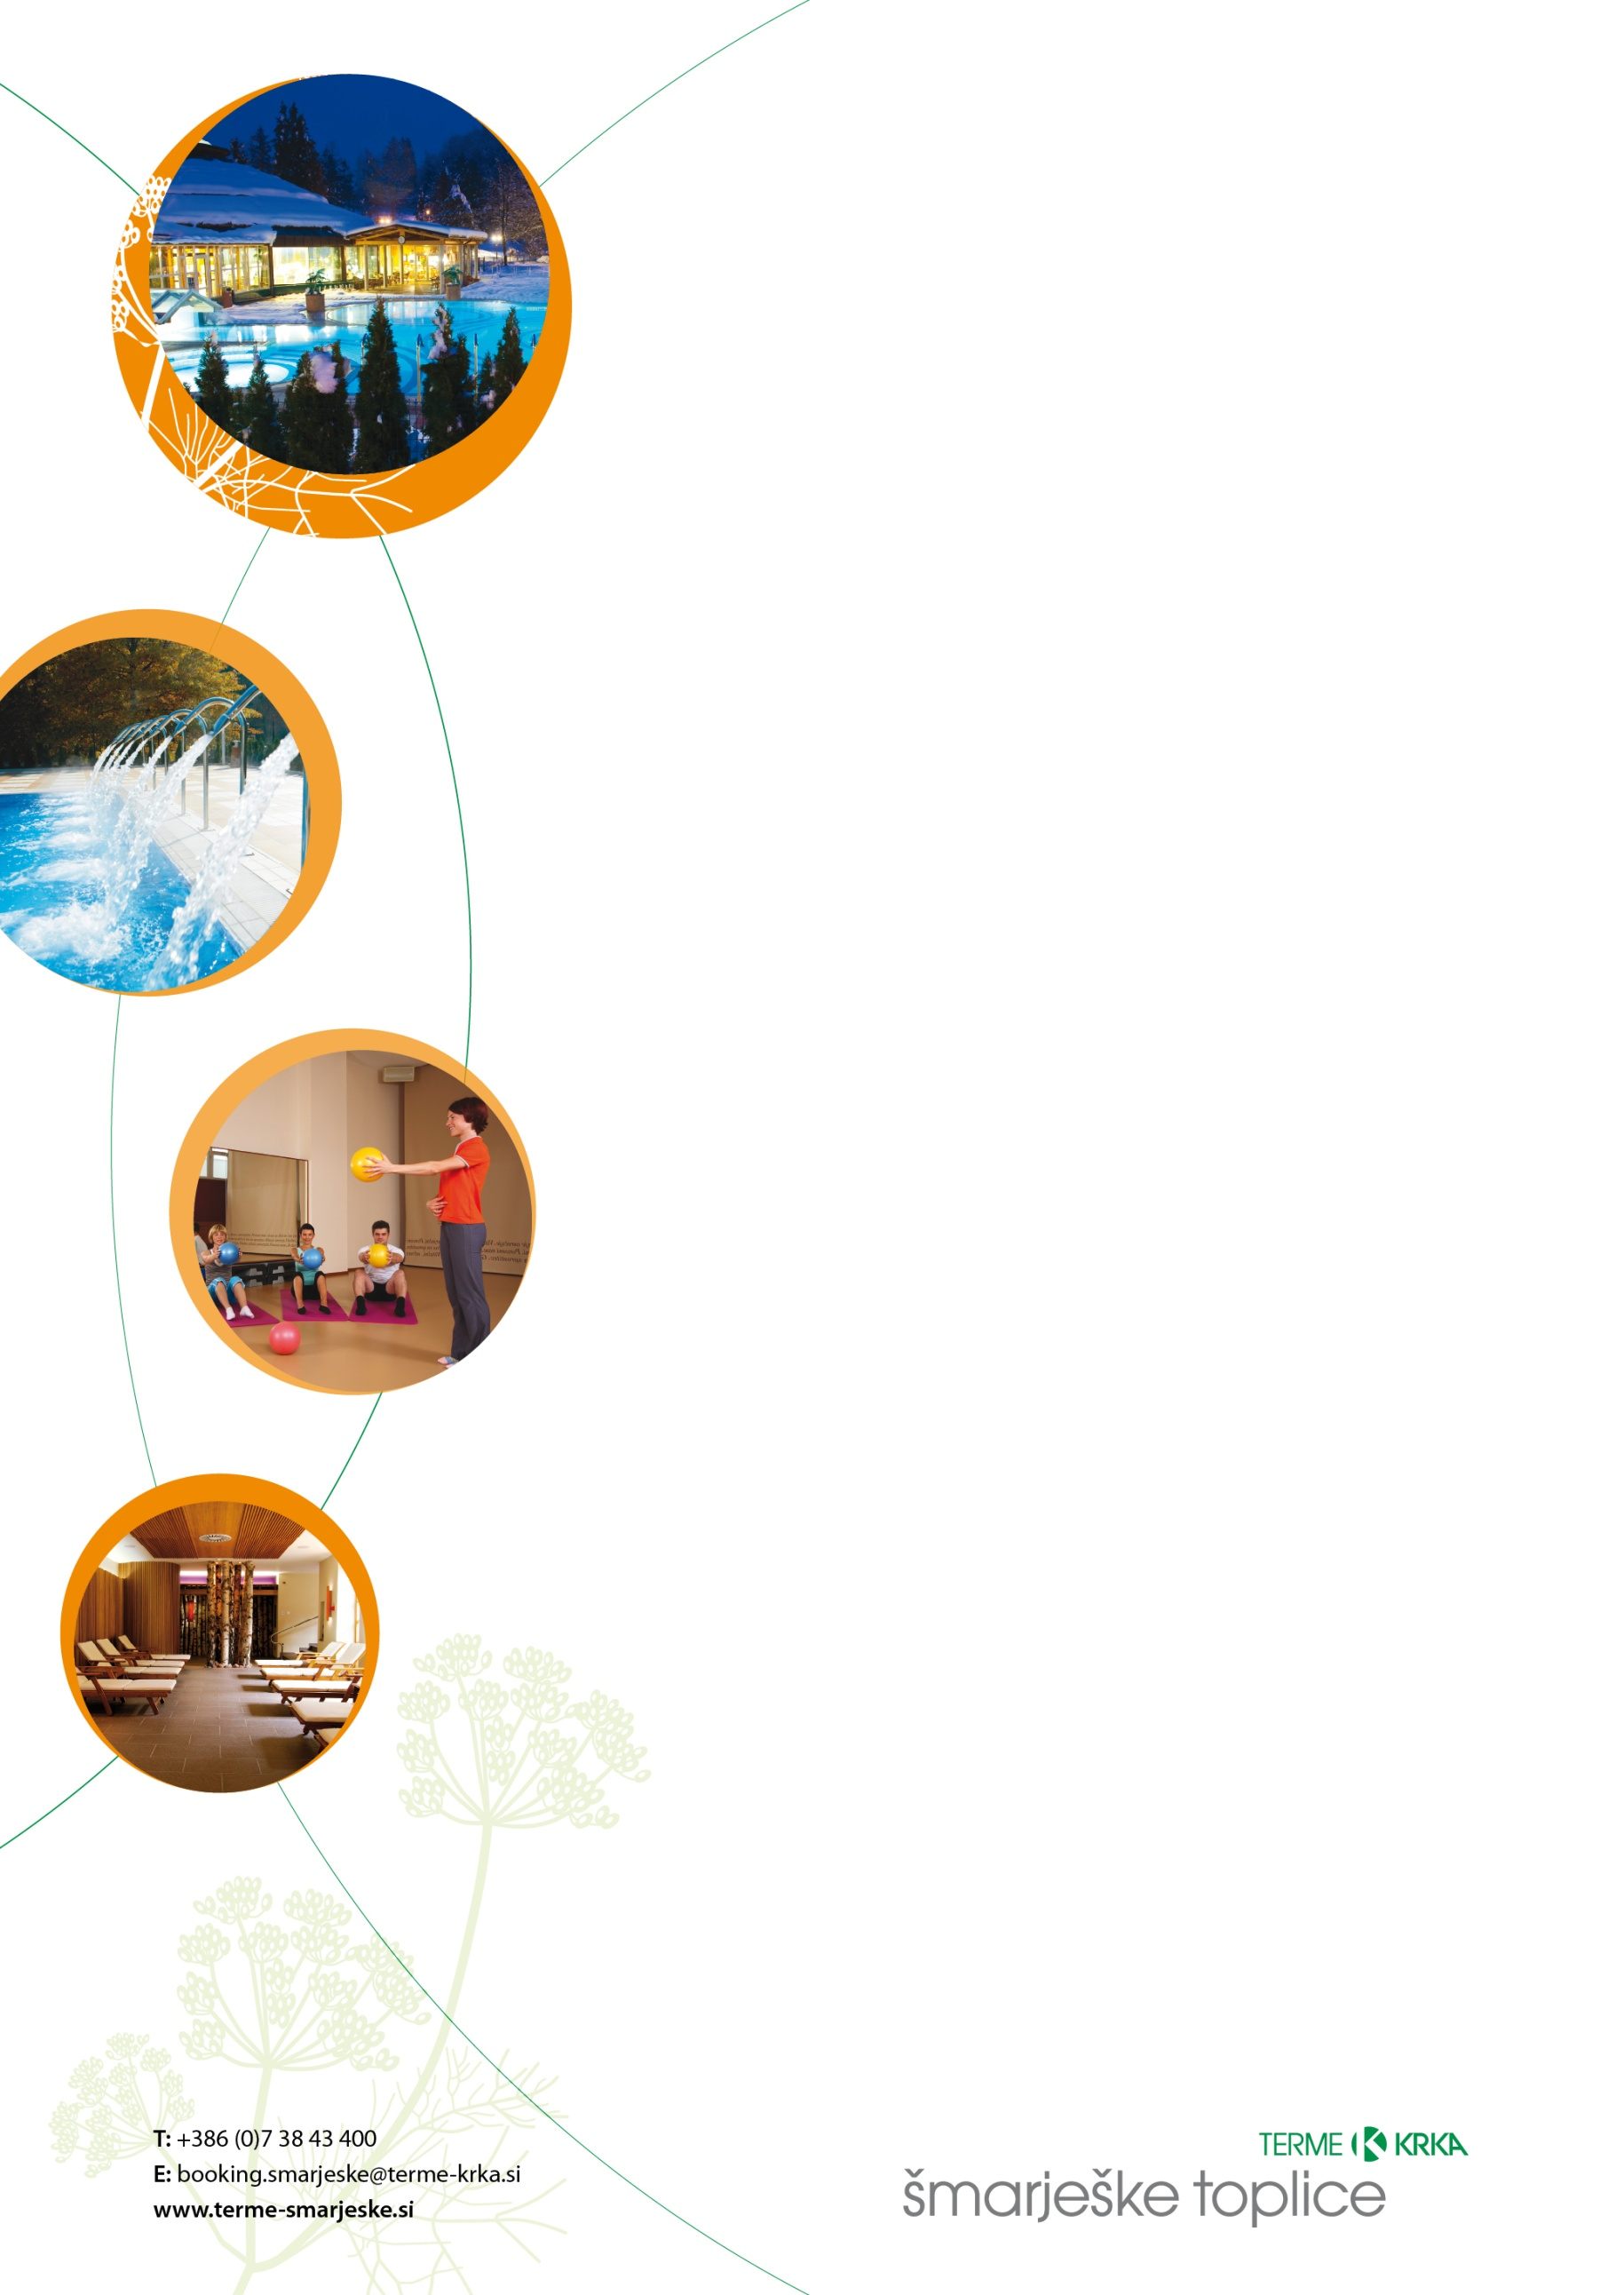 T: +386 (0)7 38 43 400
E: booking.smarjeske@terme-krka.si
www.terme-smarjeske.si
TERME KRKA
šmarješke toplice